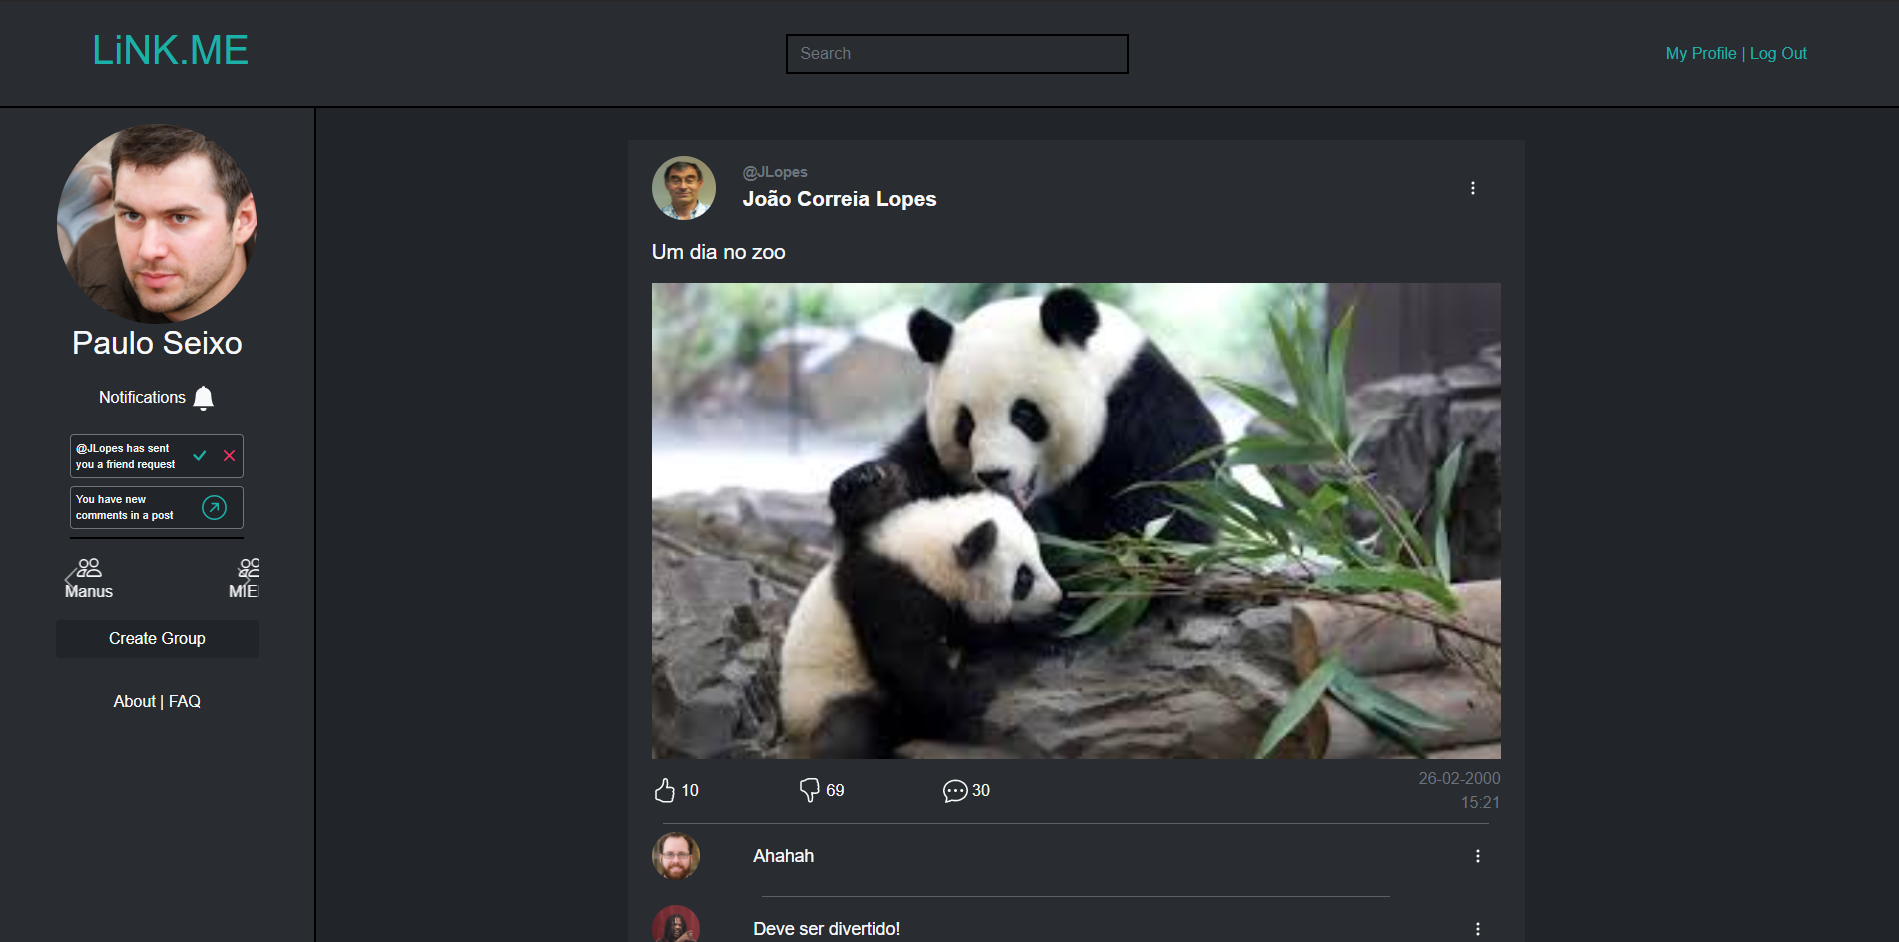 LiNK.ME
Search
My Profile | Log Out
Paulo Seixo
Notifications
@JLopes has sent
you a friend request
You have new
comments in a post
Manus
Create Group
About | FAQ
@JLopes
João Correia Lopes
Um dia no zoo
10
69
30
26-02-2000
15:21
Ahahah
Deve ser divertido!